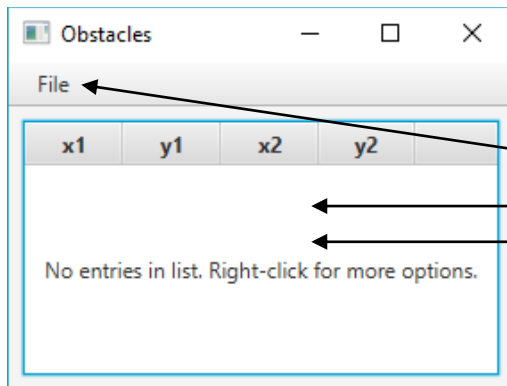 Obstacles
File
x1 y1 x2 y2
No entries in list. Right-click for more options.